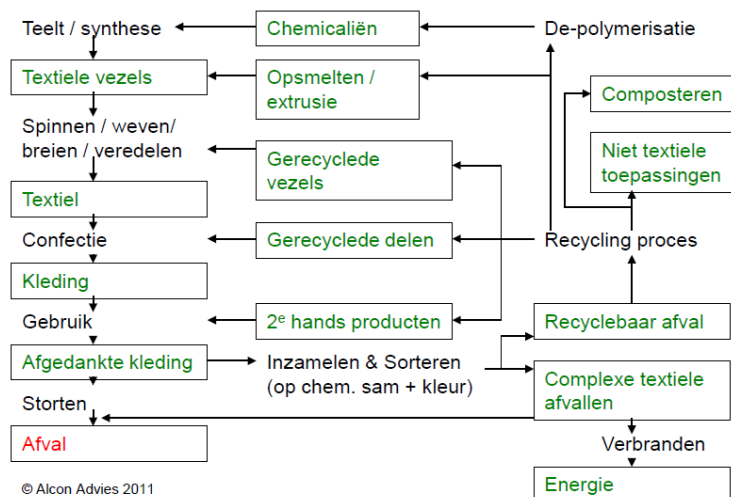 Teelt / synthese
Chemicaliën
De-polymerisatie
Textiele vezels
Opsmelten /
extrusie
Composteren
Spinnen / weven/
breien / veredelen
Gerecyclede
vezels
Niet textiele
toepassingen
Textiel
Confectie
Gerecyclede delen
Recycling proces
Kleding
Gebruik
2e hands producten
Recyclebaar afval
Afgedankte kleding
Inzamelen & Sorteren
(op chem. sam + kleur)
Complexe textiele
afvallen
Storten
Afval
Verbranden
Energie
© Alcon Advies 2011